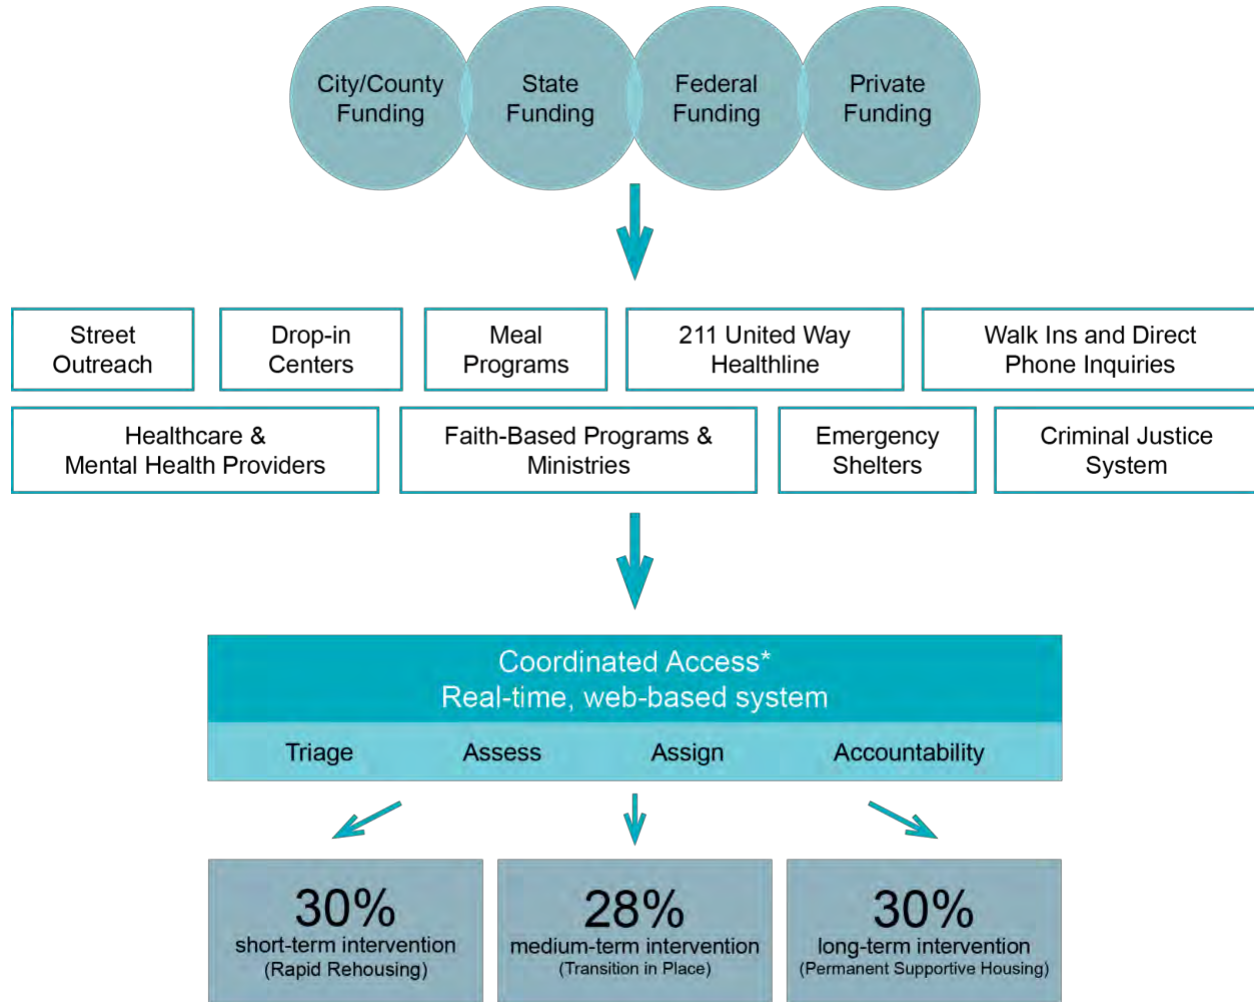 City/County
Funding
State
Funding
Federal
Funding
Private
Funding
Street
Outreach
Drop-in
Centers
Meal
Programs
211 United Way
Healthline
Walk Ins and Direct
Phone Inquiries
Healthcare &
Mental Health Providers
Faith-Based Programs &
Ministries
Emergency
Shelters
Criminal Justice
System
Coordinated Access*
Real-time, web-based system
Triage
Assess
Assign
Accountability
30%
short-term intervention
(Rapid Rehousing)
28%
medium-term intervention
(Transition in Place)
30%
long-term intervention
(Permanent Supportive Housing)